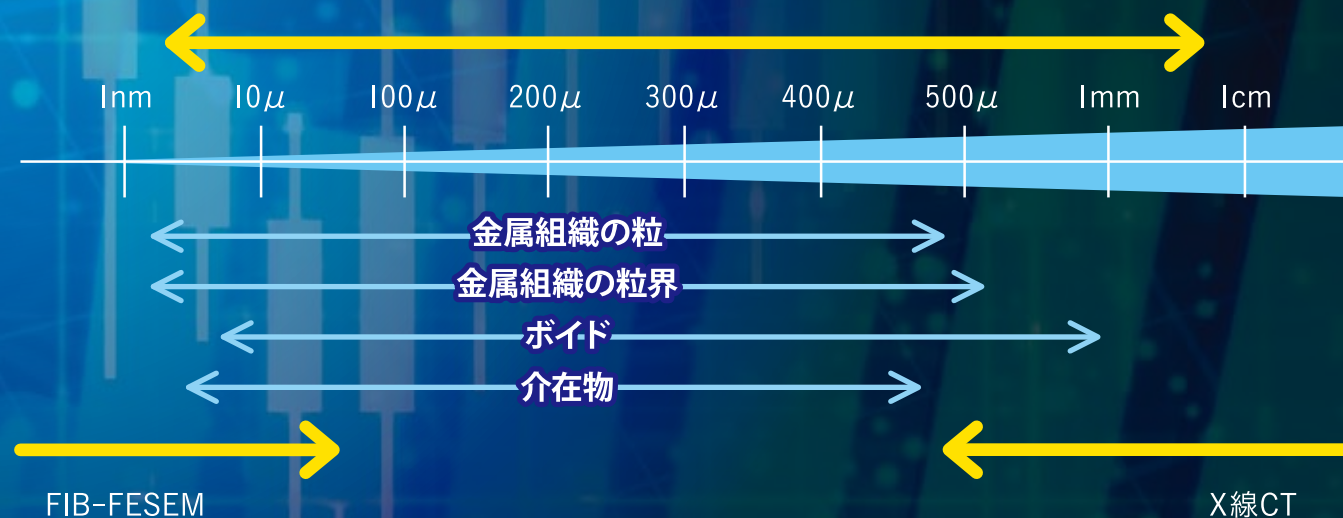 1nm 10μ 100μ 200μ 300μ 400μ 500μ 1mm 1cm
金属組織の粒
金属組織の粒界
ボイド
介在物
FIB-FESEM X線CT